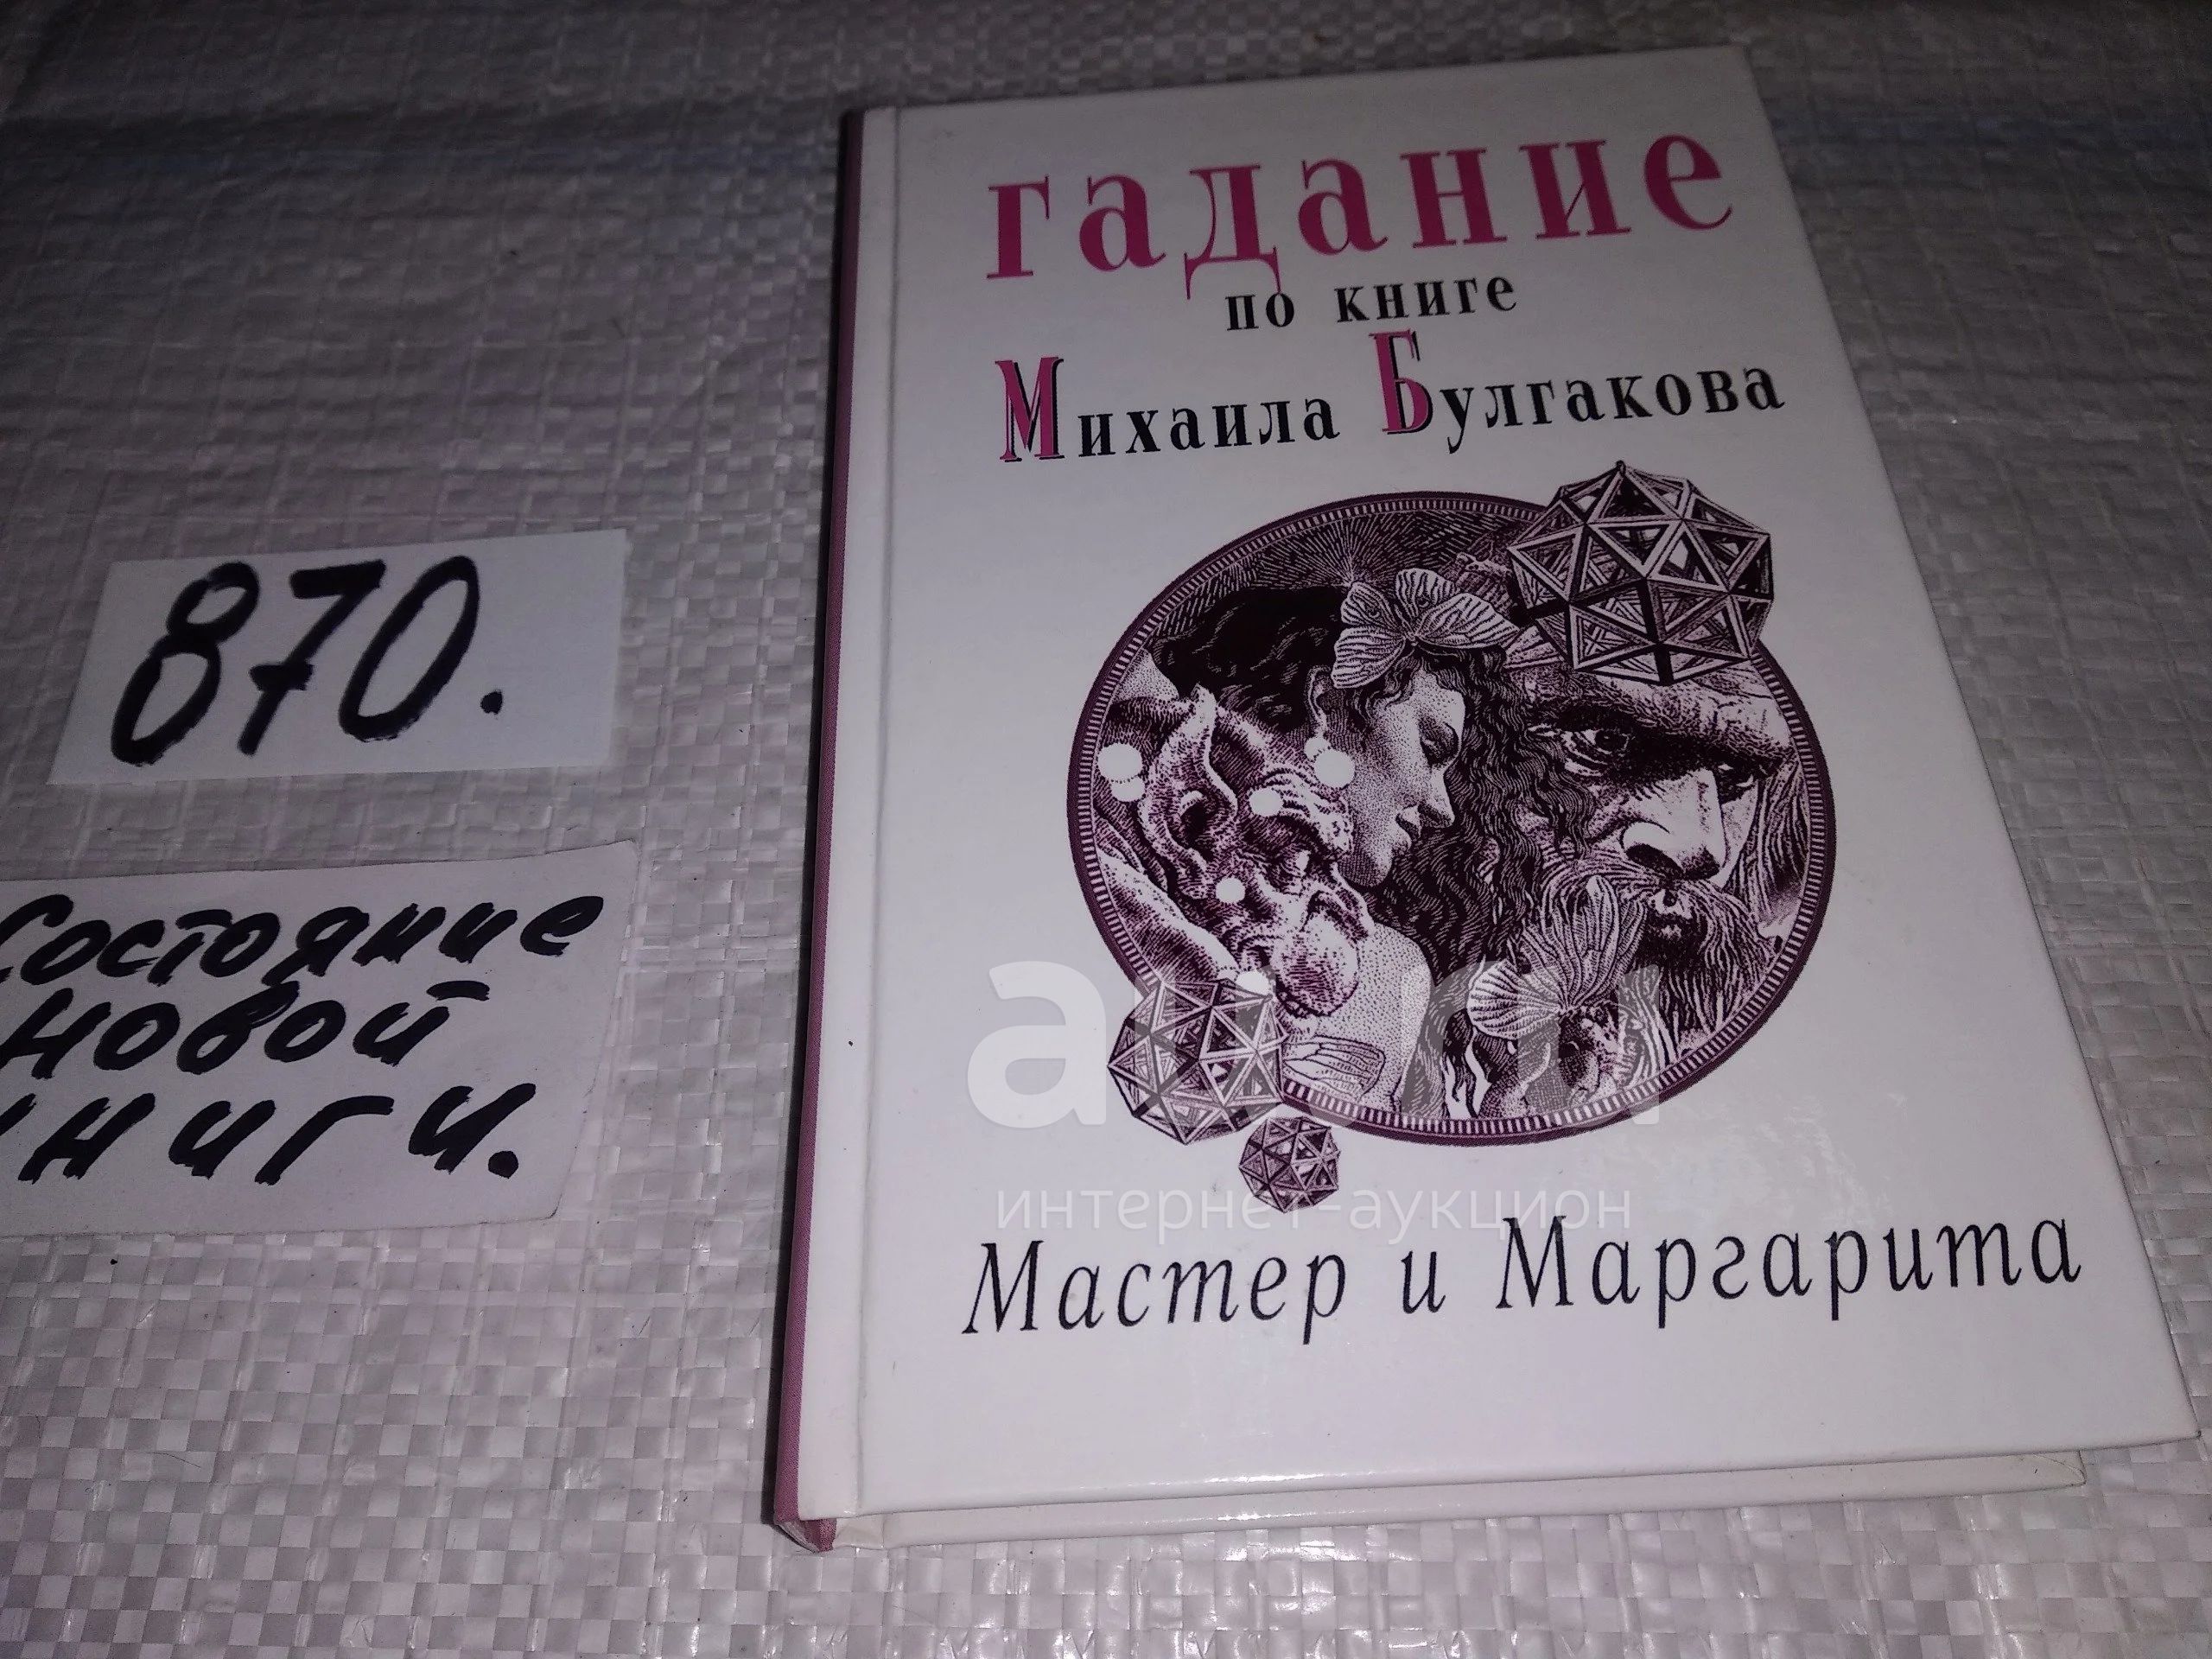 гадание
по книге
Михаила Булгакова
870.
Состояние
новой
книги.
интернет-аукцион
Мастер и Маргарита